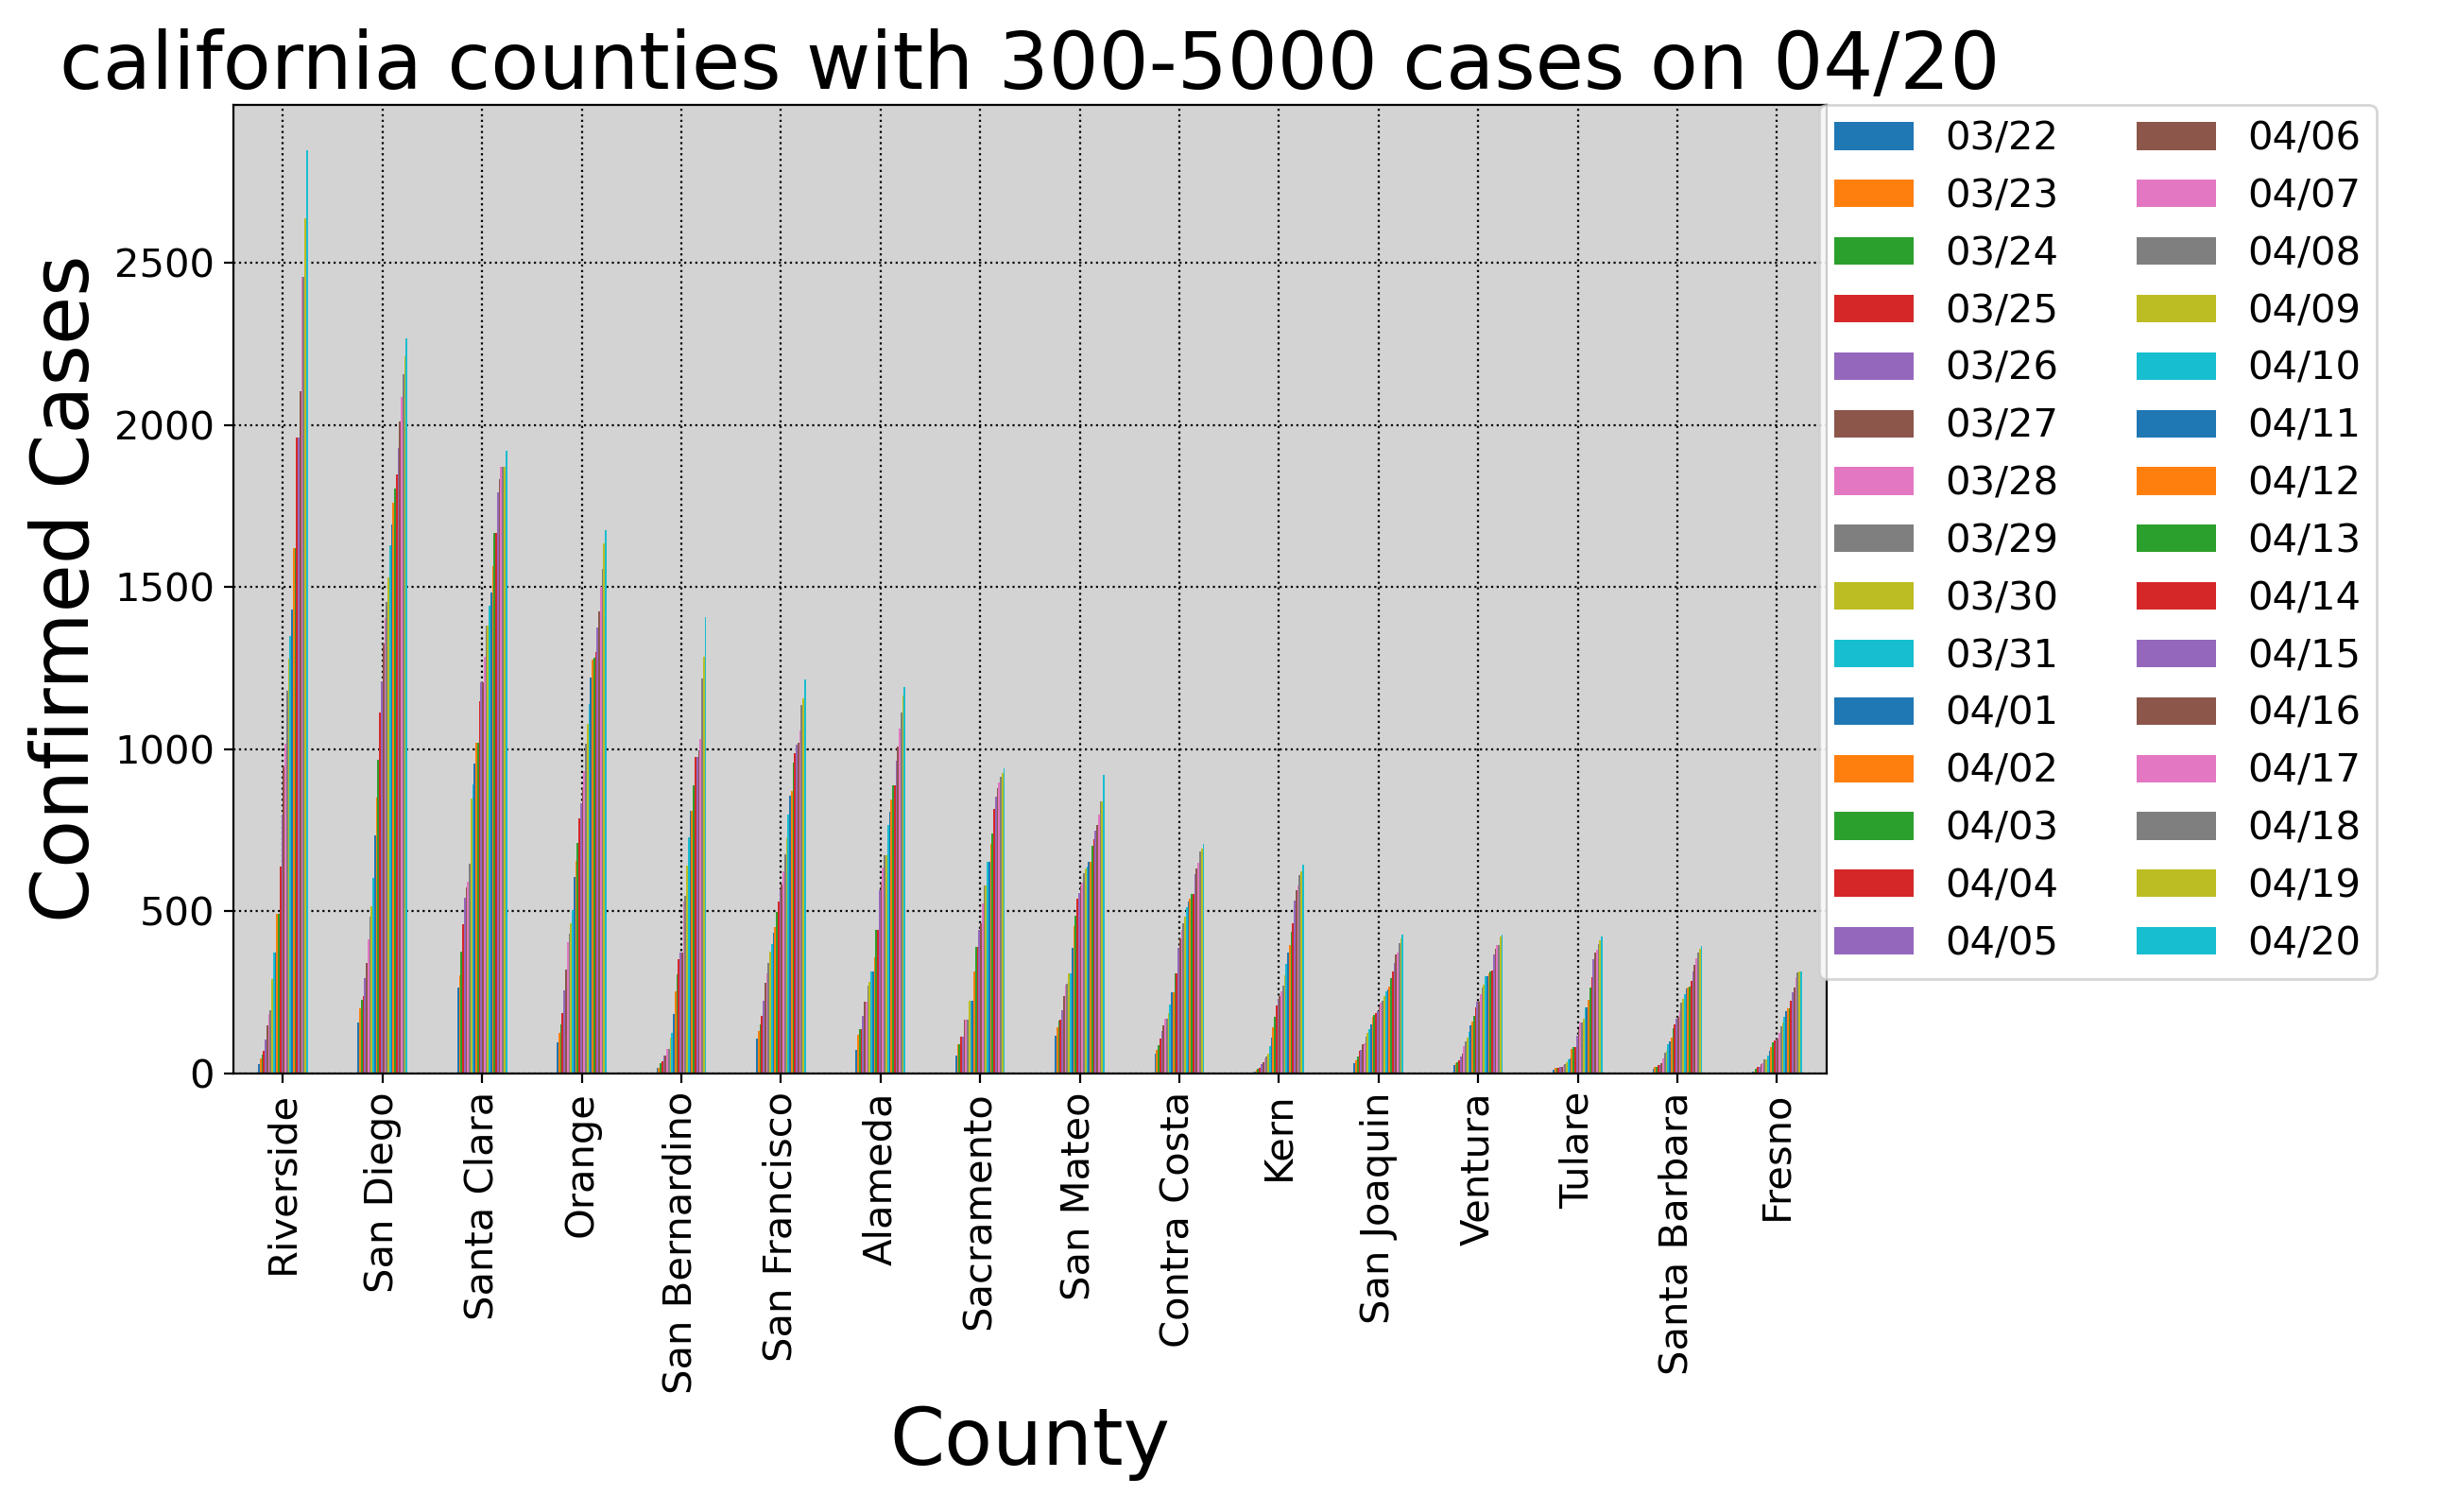 california counties with 300-5000 cases on 04/20
Confirmed Cases
2500
2000
1500
1000
500
0
Riverside
San Diego
Santa Clara
Orange
San Bernardino
San Francisco
Alameda
Sacramento
San Mateo
Contra Costa
Kern
San Joaquin
Ventura
Tulare
Santa Barbara
Fresno
County
03/22
03/23
03/24
03/25
03/26
03/27
03/28
03/29
03/30
03/31
04/01
04/02
04/03
04/04
04/05
04/06
04/07
04/08
04/09
04/10
04/11
04/12
04/13
04/14
04/15
04/16
04/17
04/18
04/19
04/20